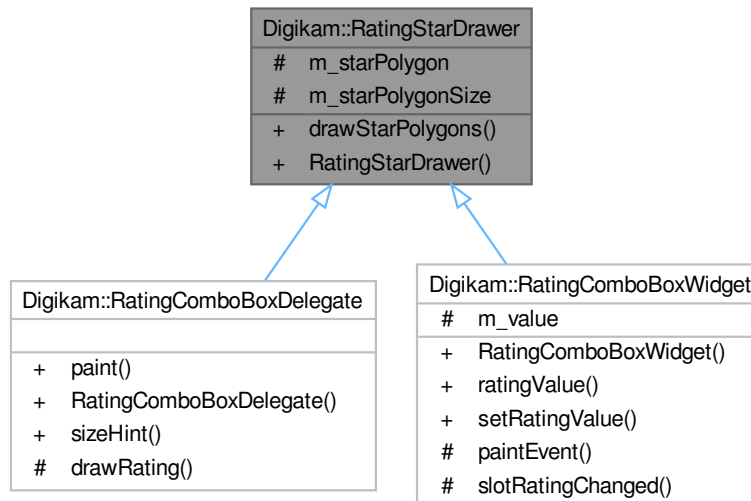 Digikam::RatingStarDrawer
# m_starPolygon
# m_starPolygonSize
+ drawStarPolygons()
+ RatingStarDrawer()
Digikam::RatingComboBoxDelegate
+ paint()
+ RatingComboBoxDelegate()
+ sizeHint()
# drawRating()
Digikam::RatingComboBoxWidget
# m_value
+ RatingComboBoxWidget()
+ ratingValue()
+ setRatingValue()
# paintEvent()
# slotRatingChanged()